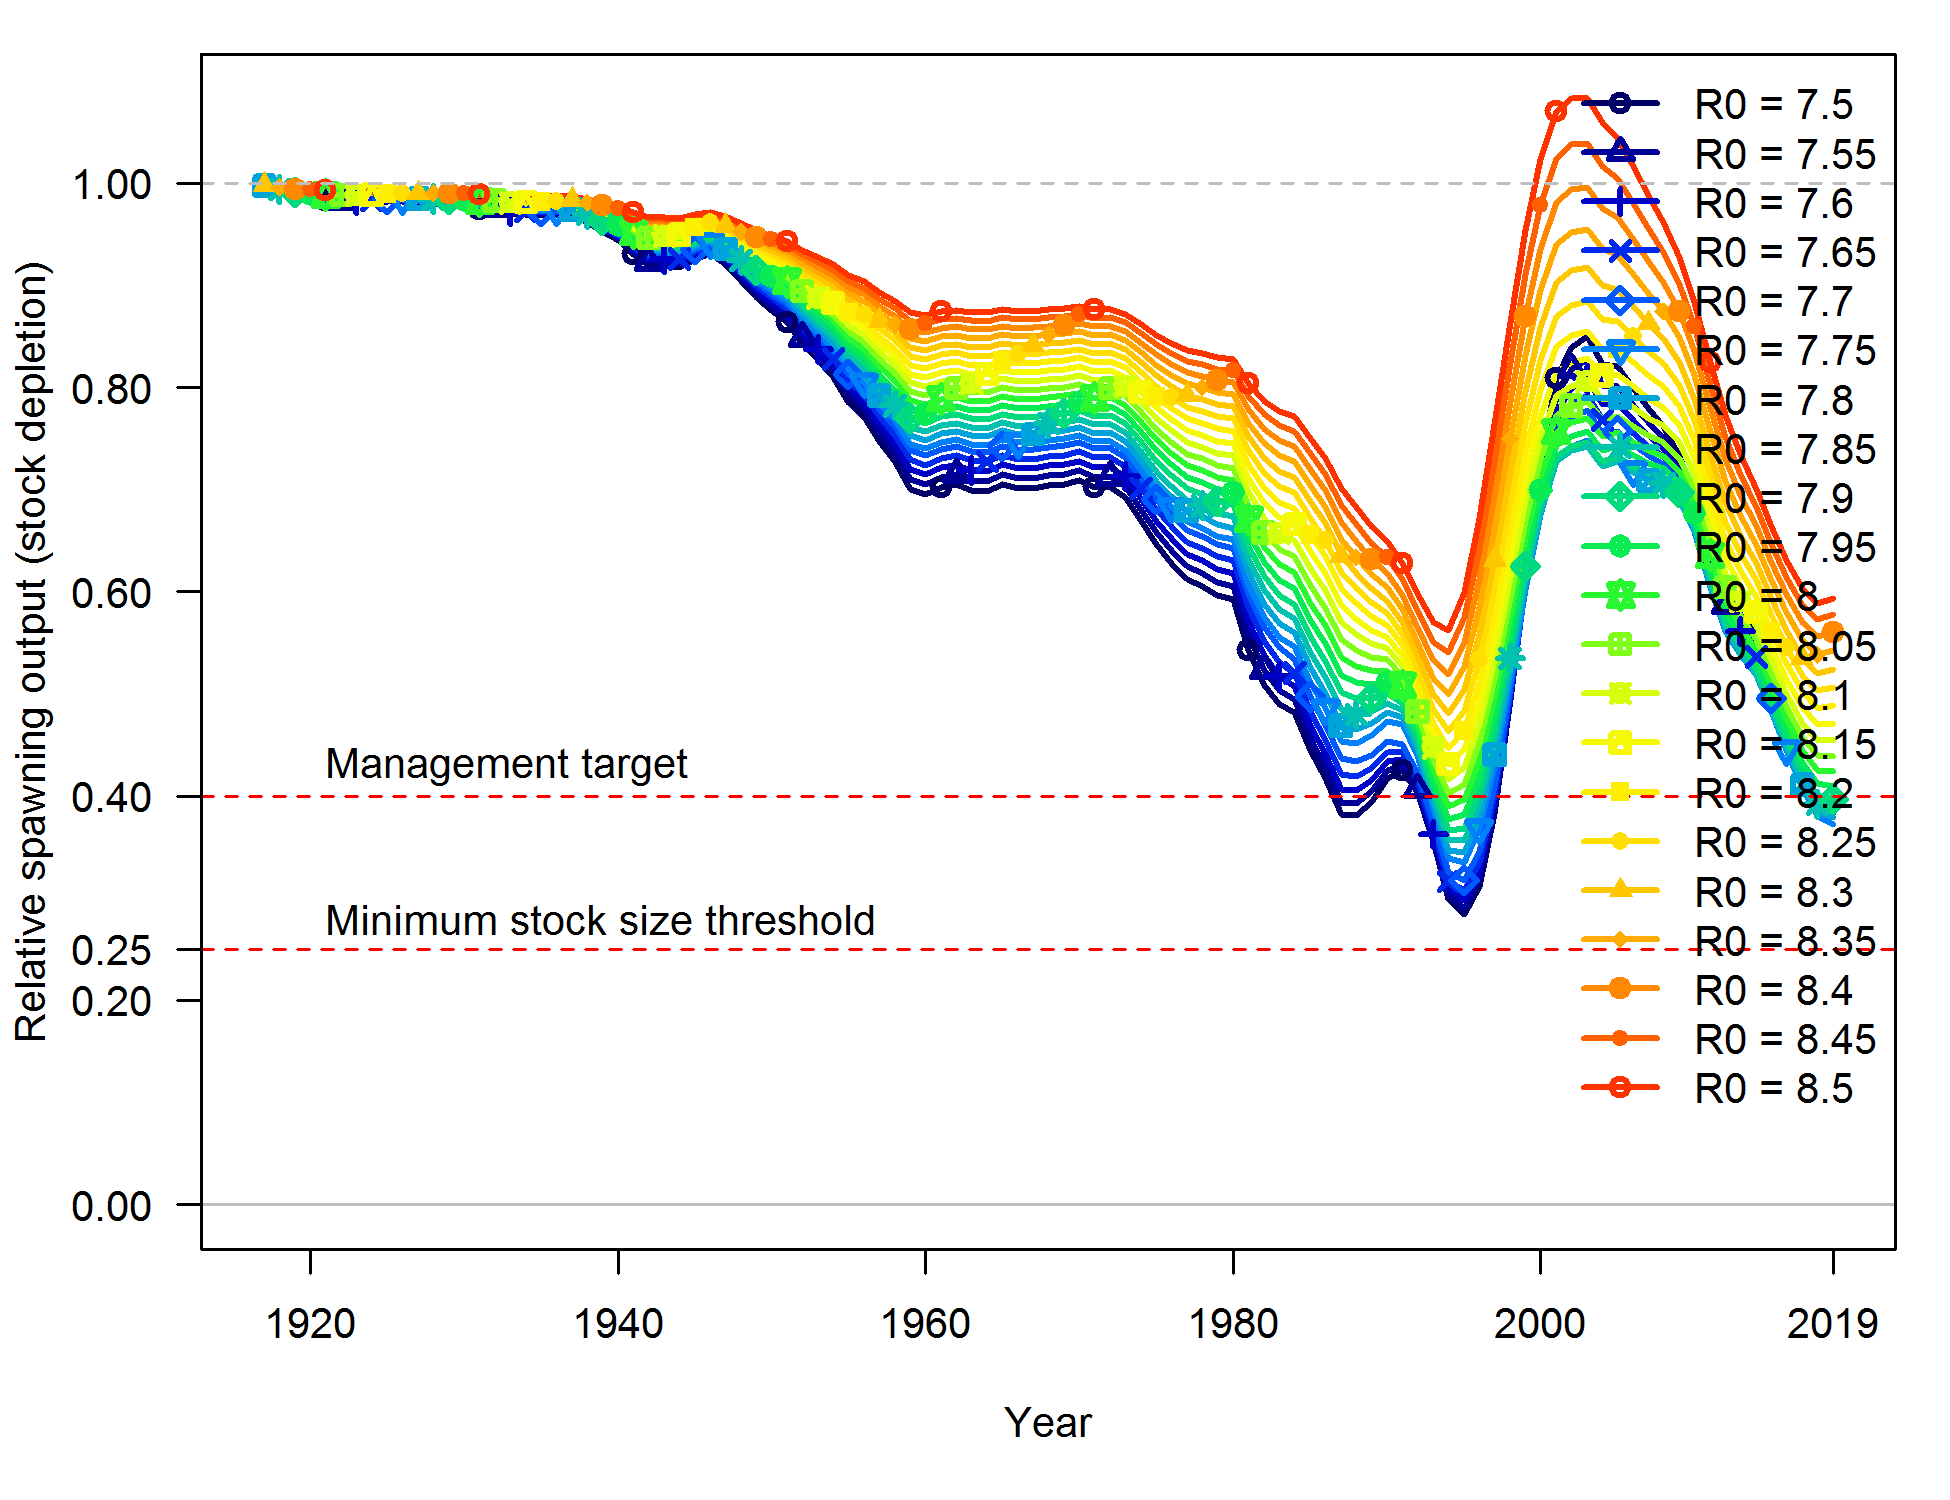 Relative spawning output (stock depletion)
1.00
0.80
0.60
0.40
0.25
0.20
0.00
Management target
Minimum stock size threshold
R0 = 7.5
R0 = 7.55
R0 = 7.6
R0 = 7.65
R0 = 7.7
R0 = 7.75
R0 = 7.8
R0 = 7.85
R0 = 7.9
R0 = 7.95
R0 = 8
R0 = 8.05
R0 = 8.1
R0 = 8.15
R0 = 8.2
R0 = 8.25
R0 = 8.3
R0 = 8.35
R0 = 8.4
R0 = 8.45
R0 = 8.5
1920 1940 1960 1980 2000 2019
Year